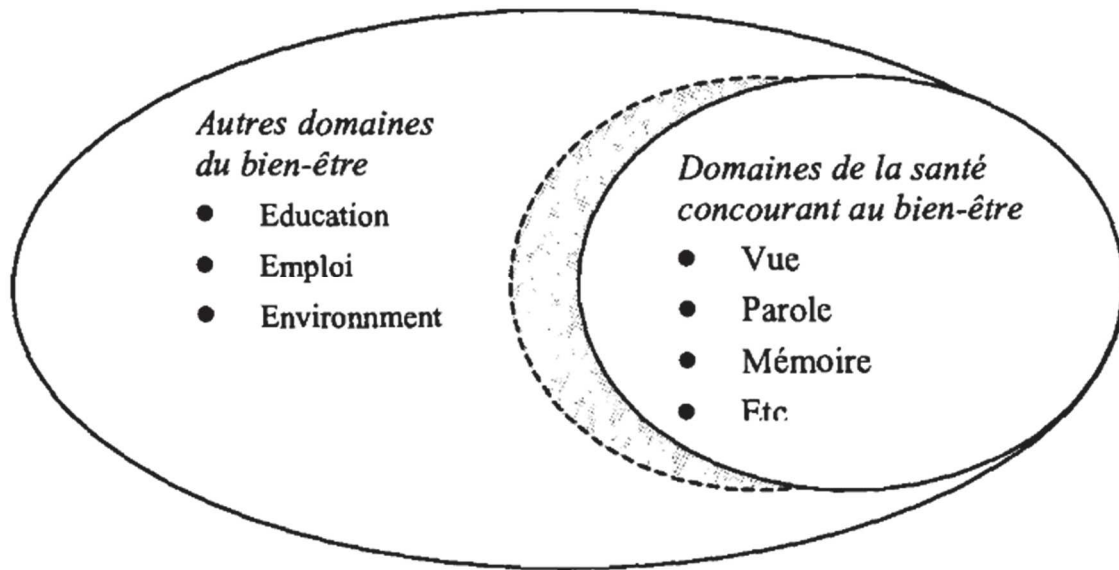 Autres domaines
du bien-être
● Education
● Emploi
● Environnment
Domaines de la santé
concourant au bien-être
● Vue
● Parole
● Mémoire
● Etc